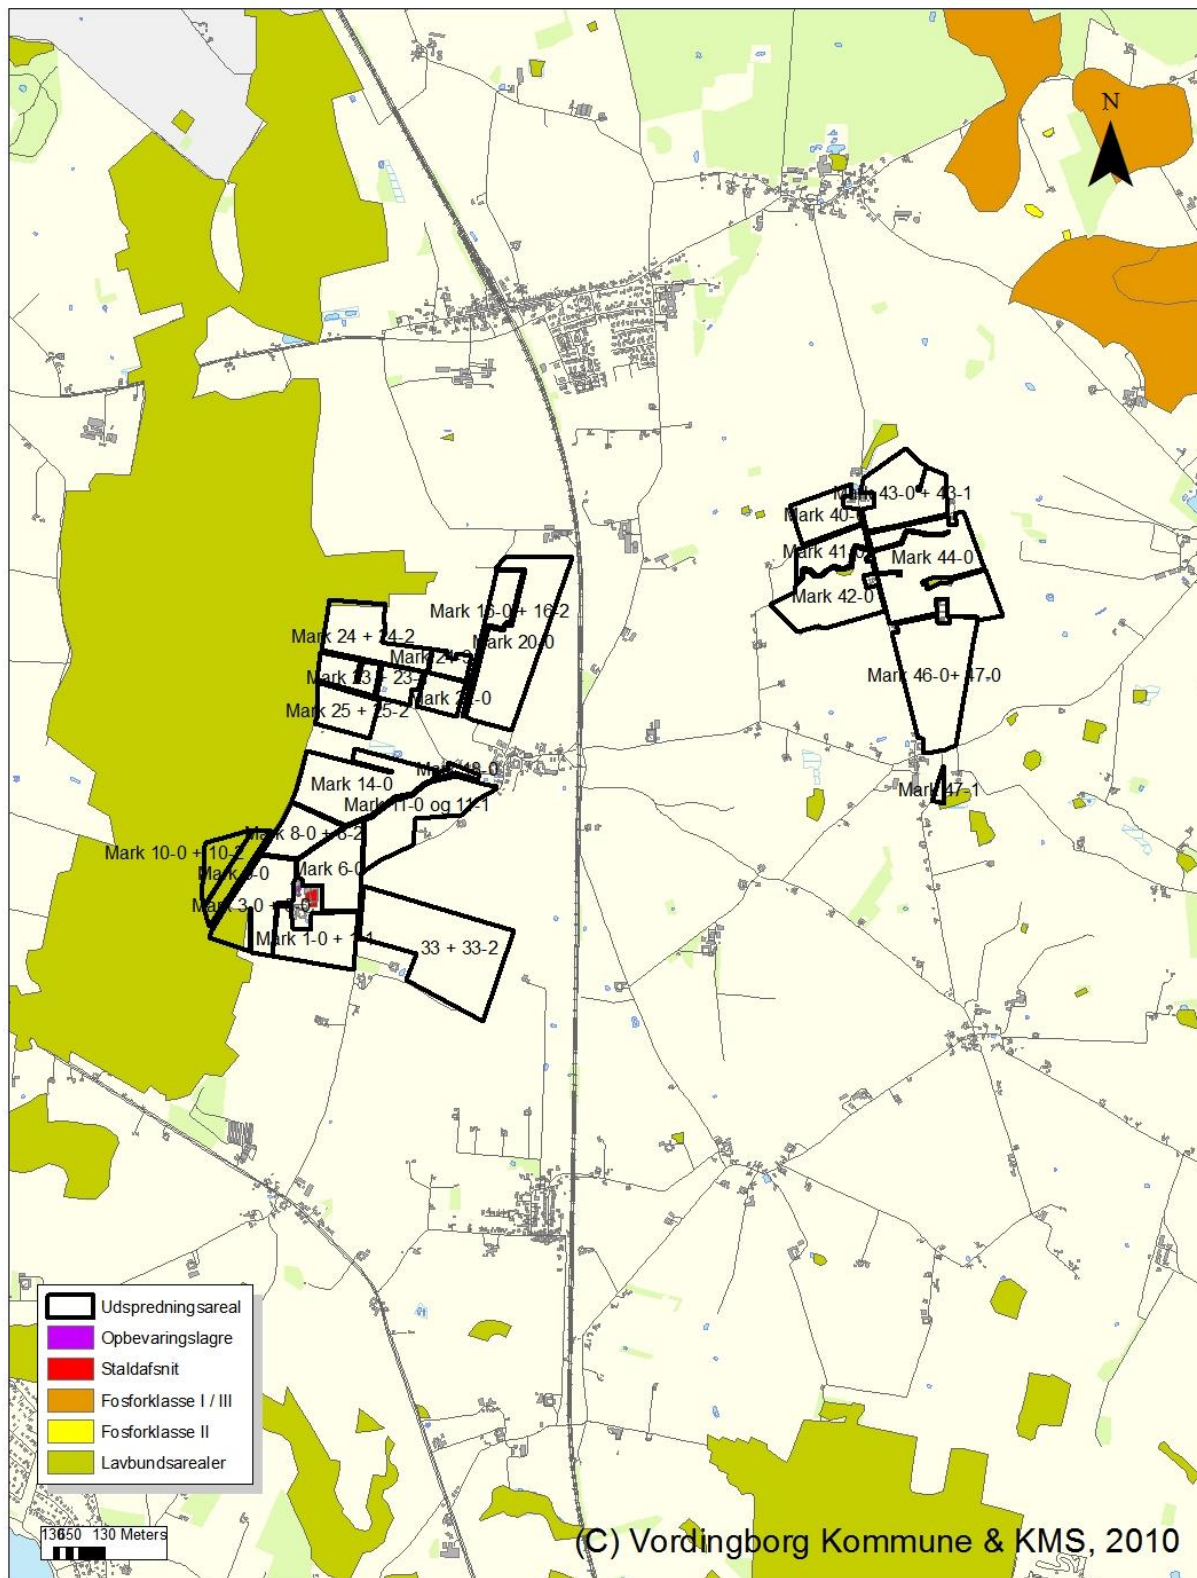 N
Mark 43-0 + 43-1
Mark 40-
Mark 41-0
Mark 44-0
Mark 42-0
Mark 16-0 + 16-2
Mark 24 + 24-2
Mark 20-0
Mark 23 + 23-
Mark 46-0+ 47-0
Mark 25 + 25-2
Mark 14-0
Mark 47-1
Mark 11-0 og 11-1
Mark 10-0 + 10-2
Mark 6-0
33 + 33-2
Udspredningsareal
Opbevaringslagre
Staldafsnit
Fosforklasse I / III
Fosforklasse II
Lavbundsarealer
130 Meters
(C) Vordingborg Kommune & KMS, 2010